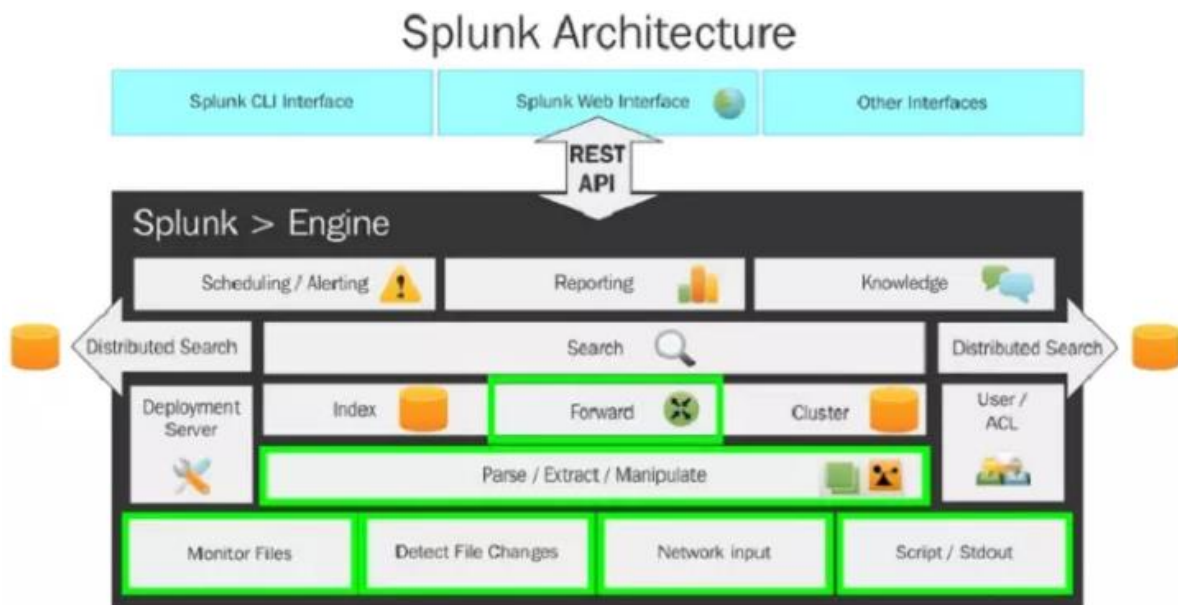 Splunk Architecture
Splunk CLI Interface
Splunk Web Interface
Other Interfaces
REST
API
Splunk > Engine
Scheduling / Alerting
Reporting
Knowledge
Distributed Search
Search
Distributed Search
Deployment
Server
Index
Forward
Cluster
User /
ACL
Parse / Extract / Manipulate
Monitor Files
Detect File Changes
Network input
Script / Stdout